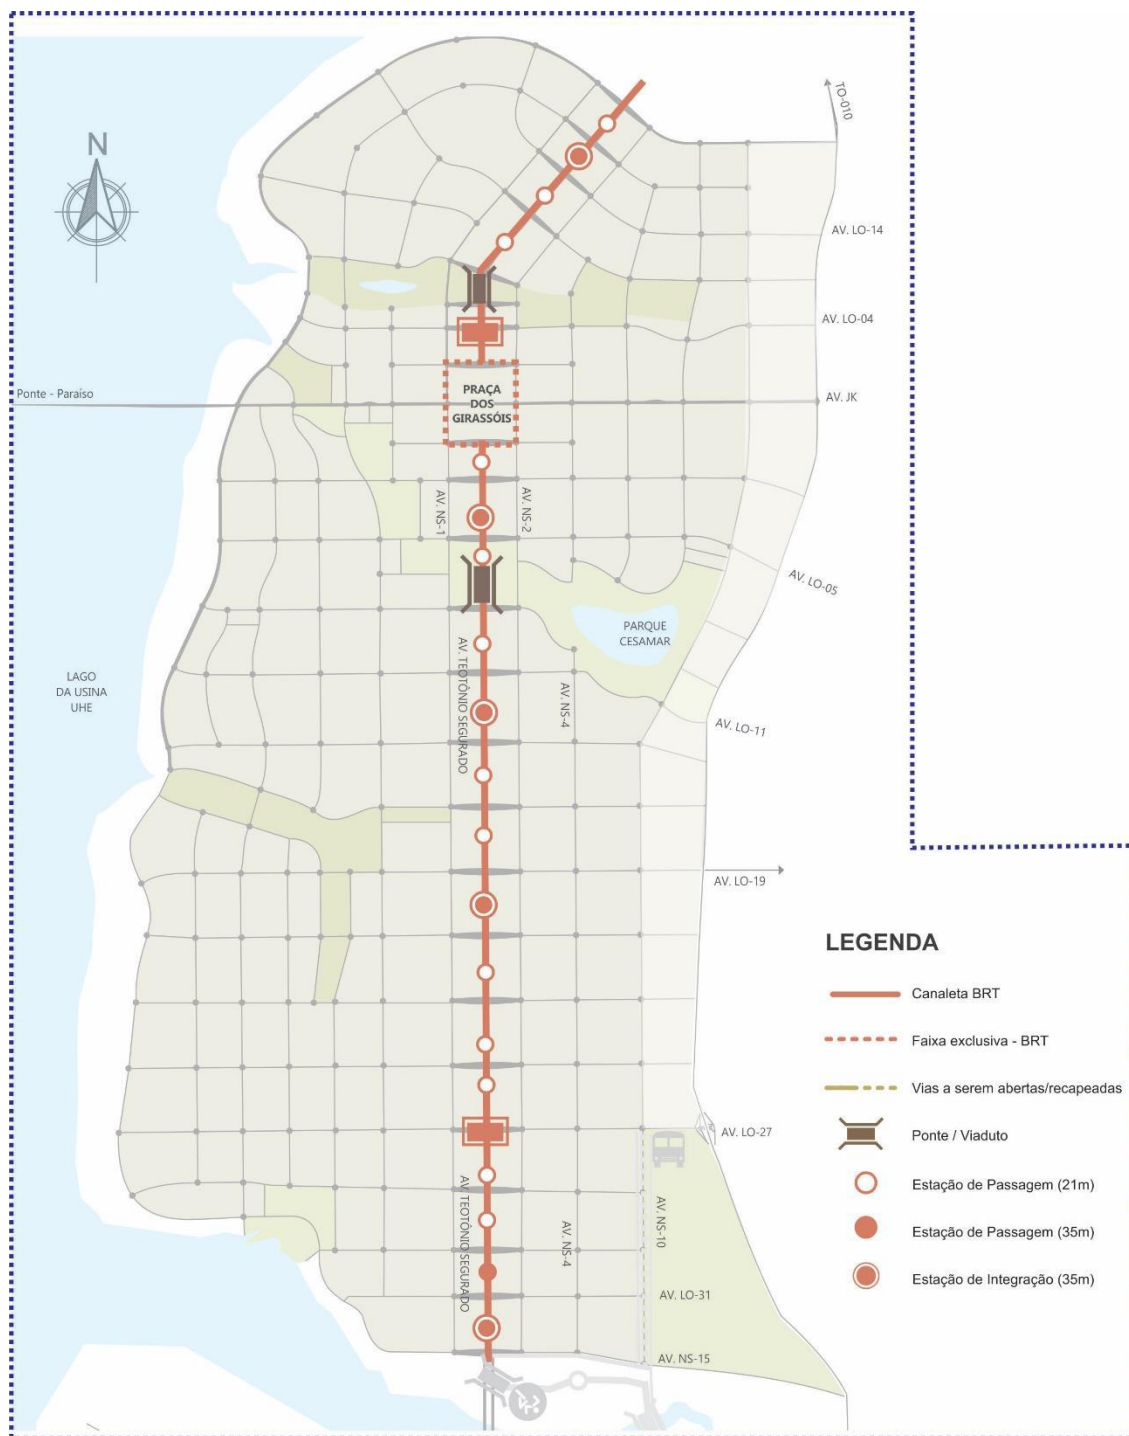 N
TO-010
AV. LO-14
AV. LO-04
Ponte - Paraíso
PRAÇA
DOS
GIRASSÓIS
AV. JK
AV. NS-1
AV. NS-2
AV. LO-05
PARQUE
CESAMAR
AV. TEOTÔNIO SEGURADO
LAGO
DA USINA
UHE
AV. NS-4
AV. LO-11
AV. LO-19
LEGENDA
Canaleta BRT
Faixa exclusiva - BRT
Vias a serem abertas/recapeadas
AV. LO-27
Ponte / Viaduto
AV. TEOTÔNIO SEGURADO
AV. NS-4
AV. NS-10
Estação de Passagem (21m)
Estação de Passagem (35m)
Estação de Integração (35m)
AV. LO-31
AV. NS-15